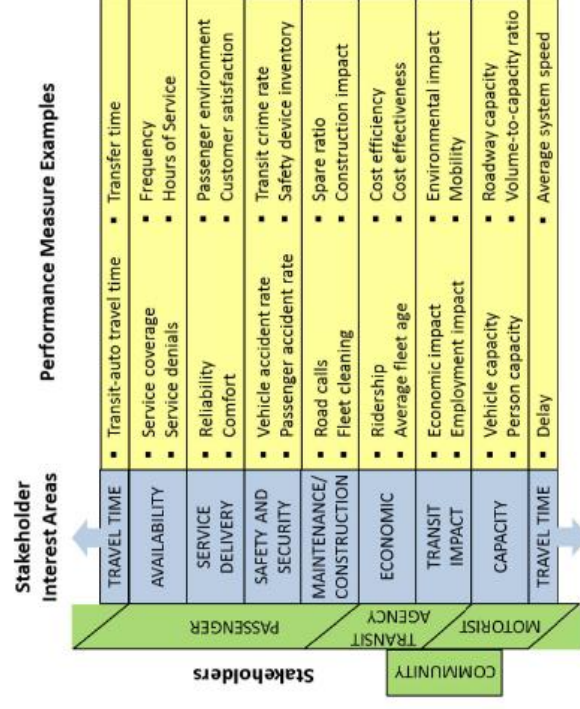 Stakeholder
Interest Areas
Performance Measure Examples
Stakeholders
PASSENGER
TRANSIT
AGENCY
MOTORIST
COMMUNITY
TRAVEL TIME
▪ Transit-auto travel time
▪ Transfer time
AVAILABILITY
▪ Service coverage
▪ Service denials
▪ Frequency
▪ Hours of Service
SERVICE
DELIVERY
▪ Reliability
▪ Comfort
▪ Passenger environment
▪ Customer satisfaction
SAFETY AND
SECURITY
▪ Vehicle accident rate
▪ Passenger accident rate
▪ Transit crime rate
▪ Safety device inventory
MAINTENANCE/
CONSTRUCTION
▪ Road calls
▪ Fleet cleaning
▪ Spare ratio
▪ Construction impact
ECONOMIC
▪ Ridership
▪ Average fleet age
▪ Cost efficiency
▪ Cost effectiveness
TRANSIT
IMPACT
▪ Economic impact
▪ Employment impact
▪ Environmental impact
▪ Mobility
CAPACITY
▪ Vehicle capacity
▪ Person capacity
▪ Roadway capacity
▪ Volume-to-capacity ratio
TRAVEL TIME
▪ Delay
▪ Average system speed